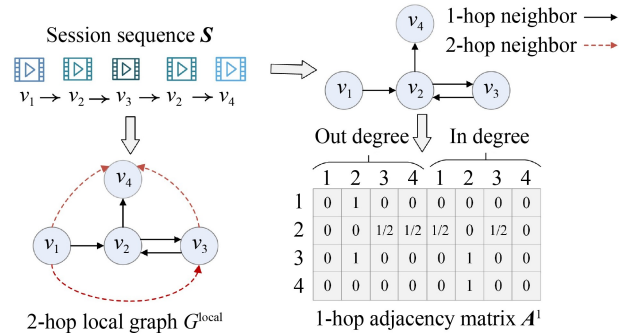 Session sequence S
v1 → v2 → v3 → v2 → v4
1-hop neighbor
2-hop neighbor
v4
v1 v2 v3
Out degree In degree
1 2 3 4 1 2 3 4
1 0 1 0 0 0 0 0 0
2 0 0 1/2 1/2 1/2 0 1/2 0
3 0 1 0 0 0 1 0 0
4 0 0 0 0 0 1 0 0
1-hop adjacency matrix A¹
v4
v1 v2 v3
2-hop local graph G^local